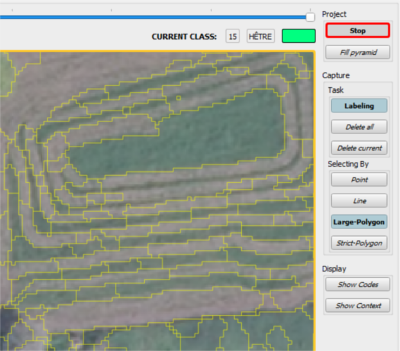 Project
CURRENT CLASS: 15 HÊTRE
Stop
Fill pyramid
Capture
Task
Labeling
Delete all
Delete current
Selecting By
Point
Line
Large-Polygon
Strict-Polygon
Display
Show Codes
Show Context